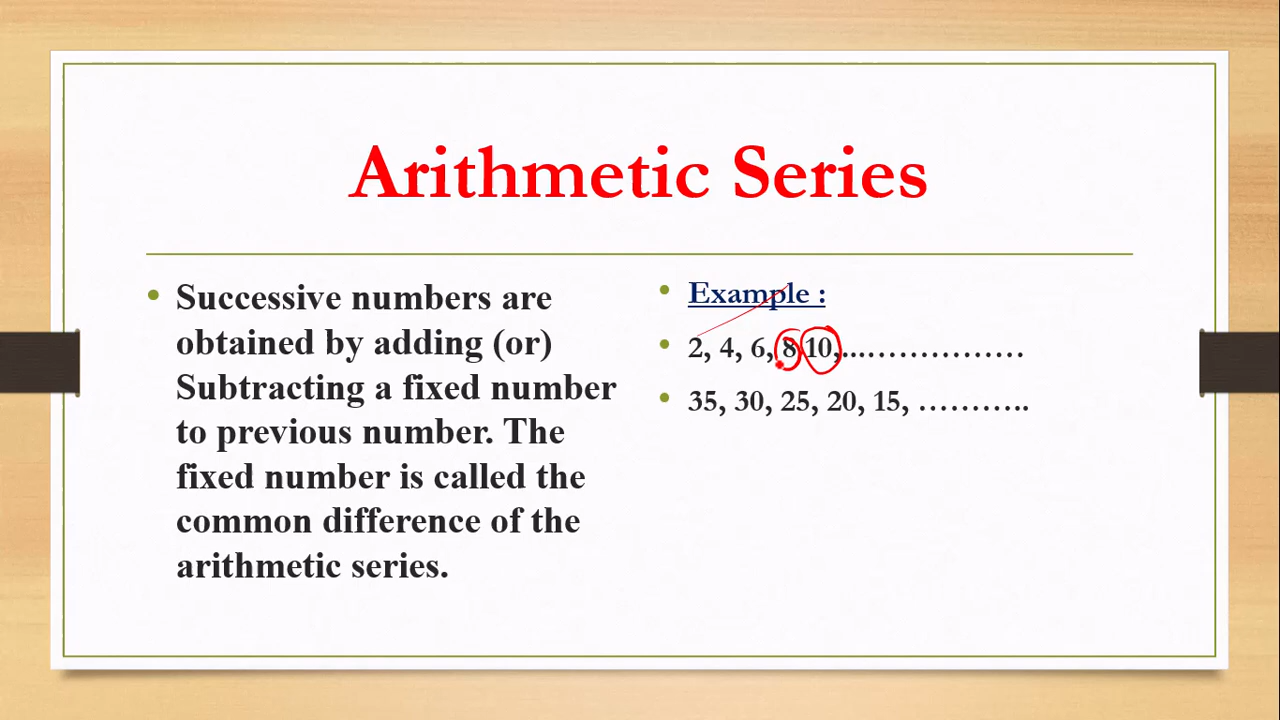 Arithmetic Series
• Successive numbers are
obtained by adding (or)
Subtracting a fixed number
to previous number. The
fixed number is called the
common difference of the
arithmetic series.
• Example :
• 2, 4, 6, 8, 10,...……………
• 35, 30, 25, 20, 15, ………..